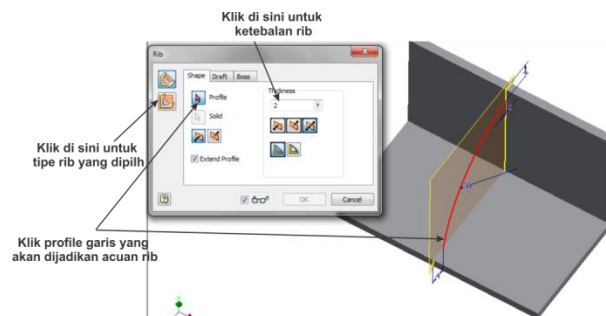 Klik di sini untuk
ketebalan rib
Rib
Shape Draft Boss
Profile
Thickness
Solid
2
Extend Profile
OK Cancel
Klik di sini untuk
tipe rib yang dipilh
Klik profile garis yang
akan dijadikan acuan rib